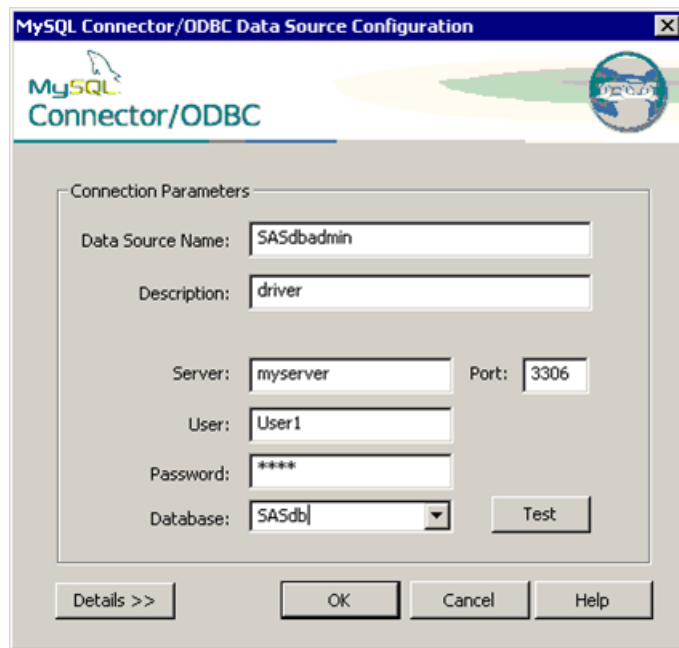 MySQL Connector/ODBC Data Source Configuration
MySQL
Connector/ODBC
Connection Parameters
Data Source Name: SASdbadmin
Description: driver
Server: myserver Port: 3306
User: User1
Password: ****
Database: SASdb
Test
Details >> OK Cancel Help